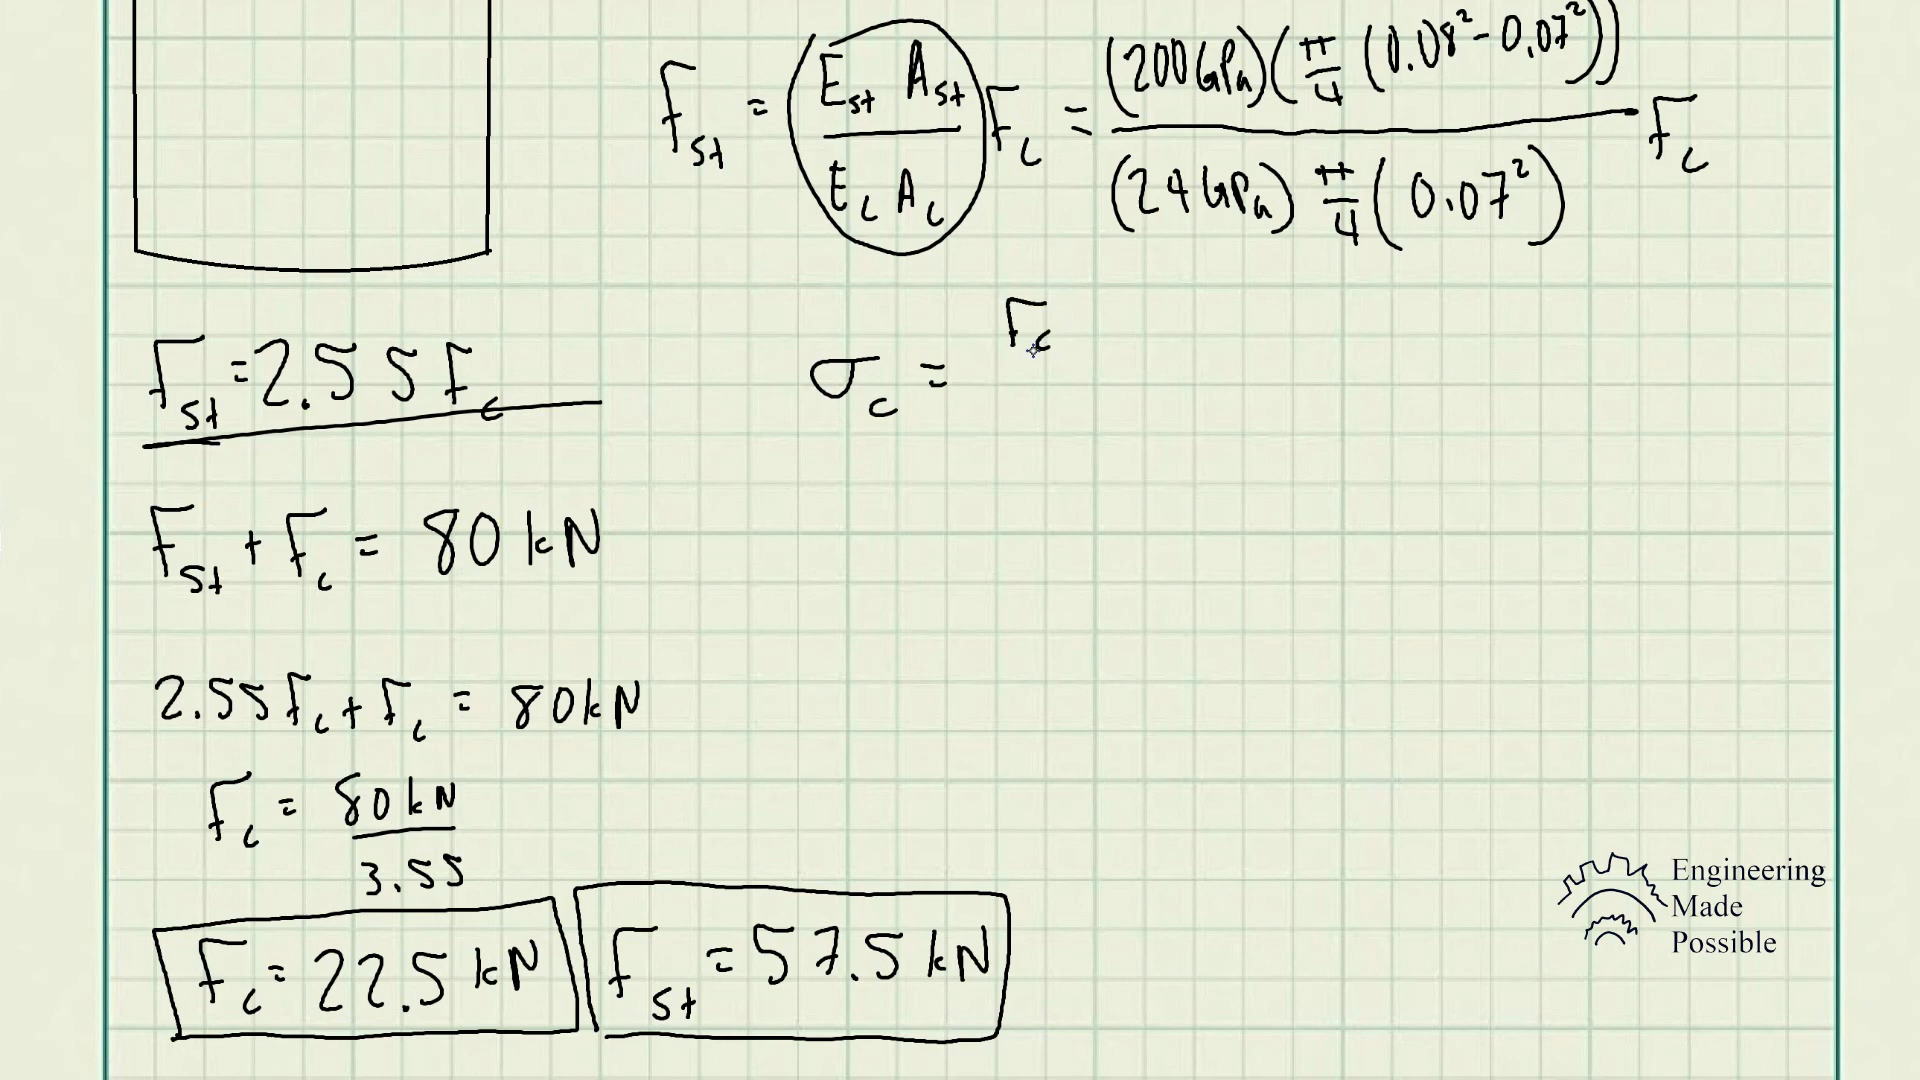 F_st = (E_st A_st / E_c A_c) F_c = (200 GPa)(π/4 (0.08² - 0.07²)) / (24 GPa) π/4 (0.07²) F_c
σ_c = F_c
F_st = 2.55 F_c
F_st + F_c = 80 kN
2.55 F_c + F_c = 80 kN
F_c = 80 kN / 3.55
F_c = 22.5 kN
F_st = 57.5 kN
Engineering
Made
Possible